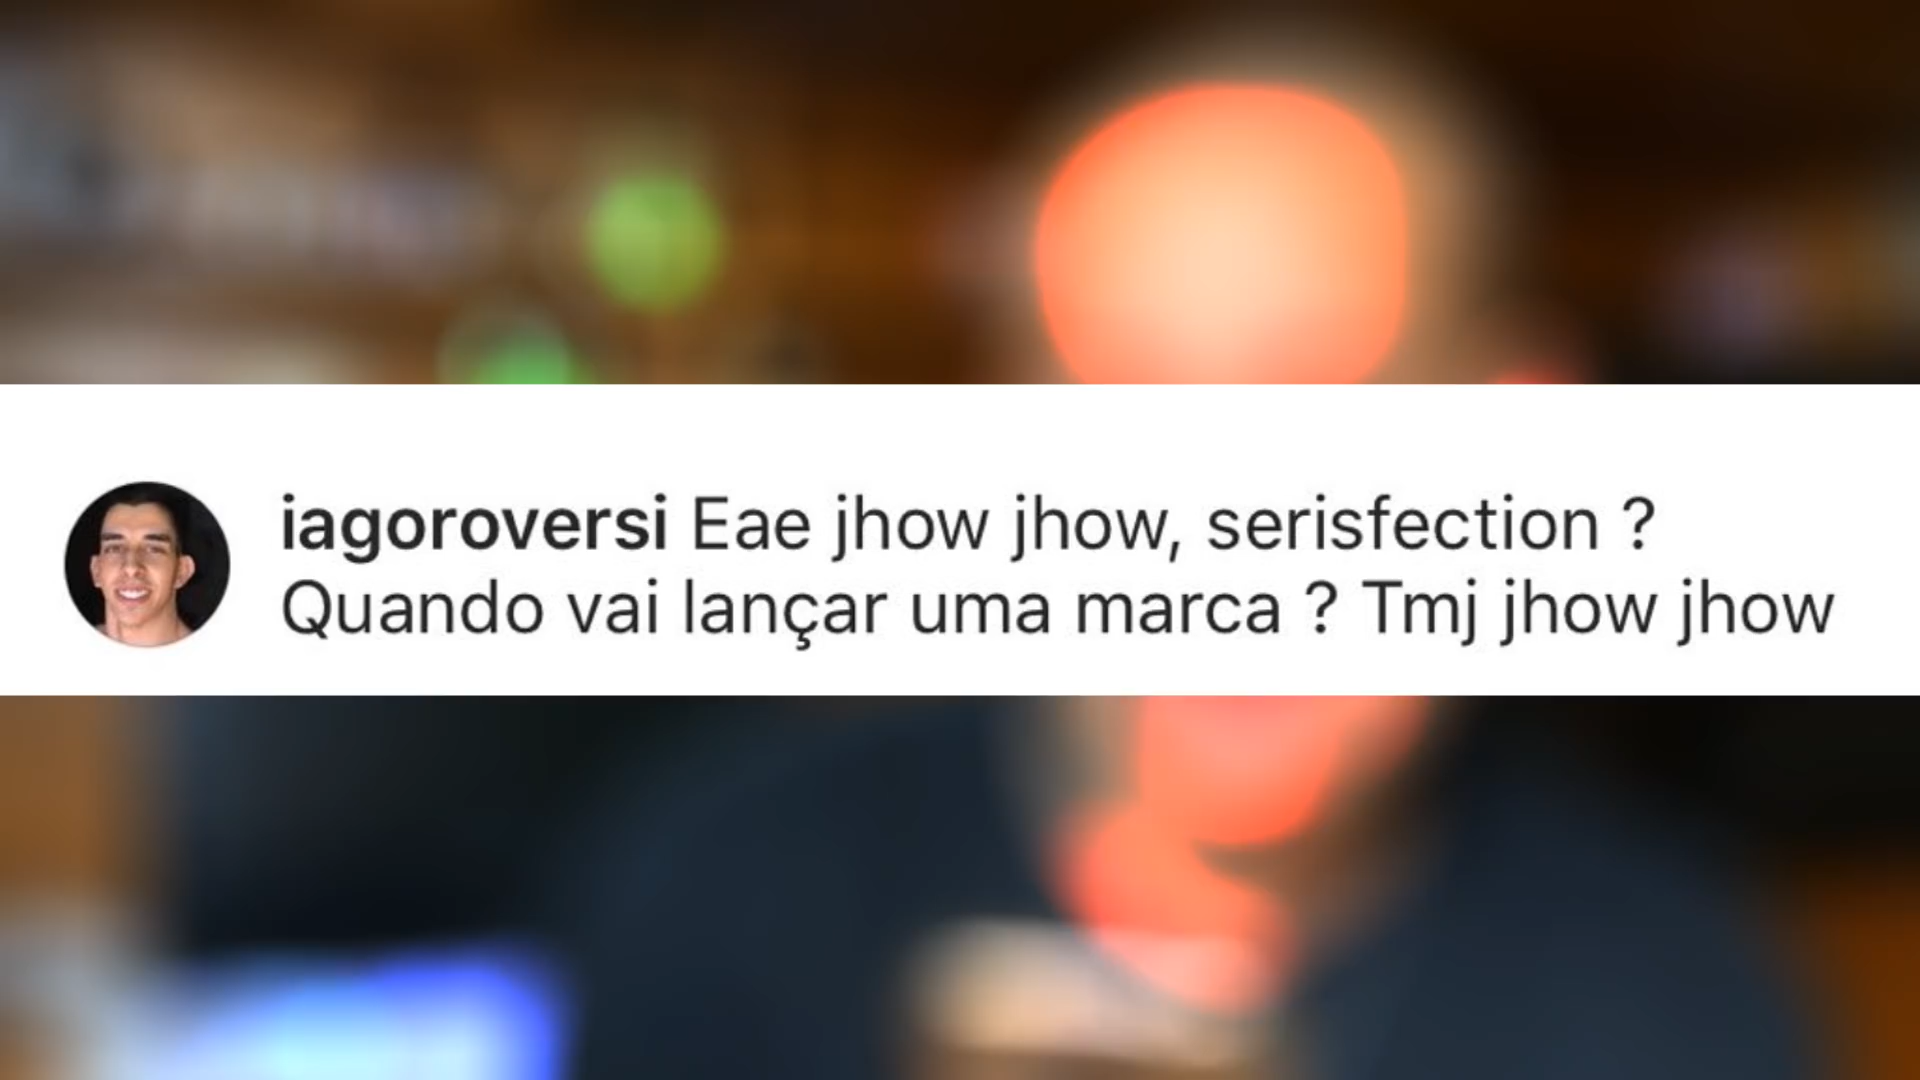 iagoroversi Eae jhow jhow, serisfection ?
Quando vai lançar uma marca ? Tmj jhow jhow